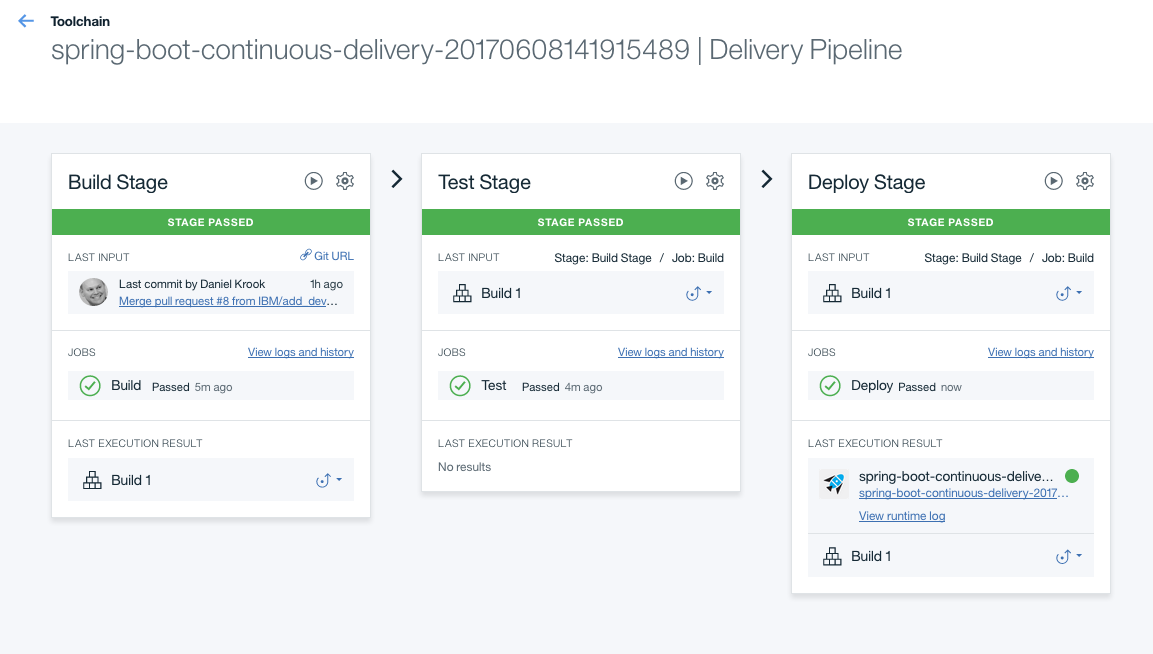 Toolchain
spring-boot-continuous-delivery-20170608141915489 | Delivery Pipeline
Build Stage
STAGE PASSED
LAST INPUT
Git URL
Last commit by Daniel Krook 1h ago
Merge pull request #8 from IBM/add_dev...
JOBS
View logs and history
Build Passed 5m ago
LAST EXECUTION RESULT
Build 1
Test Stage
STAGE PASSED
LAST INPUT
Stage: Build Stage / Job: Build
Build 1
JOBS
View logs and history
Test Passed 4m ago
LAST EXECUTION RESULT
No results
Deploy Stage
STAGE PASSED
LAST INPUT
Stage: Build Stage / Job: Build
Build 1
JOBS
View logs and history
Deploy Passed now
LAST EXECUTION RESULT
spring-boot-continuous-delive...
spring-boot-continuous-delivery-2017...
View runtime log
Build 1